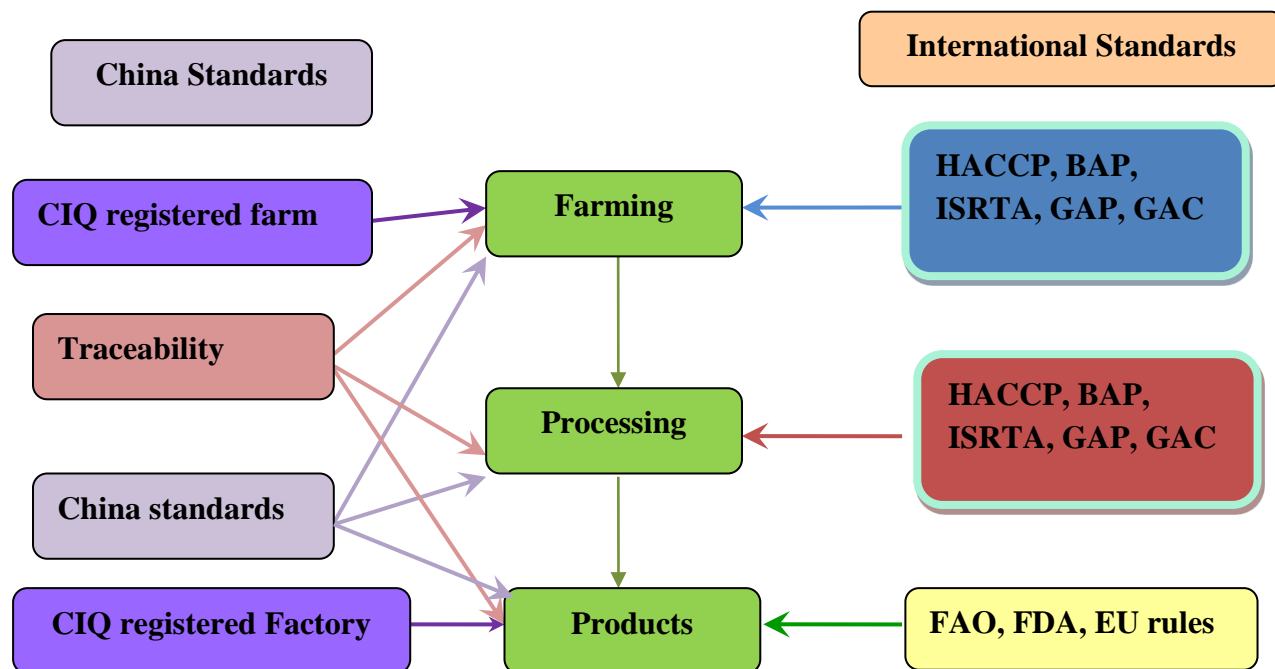 China Standards
International Standards
CIQ registered farm
Farming
HACCP, BAP,
ISRTA, GAP, GAC
Traceability
Processing
HACCP, BAP,
ISRTA, GAP, GAC
China standards
CIQ registered Factory
Products
FAO, FDA, EU rules